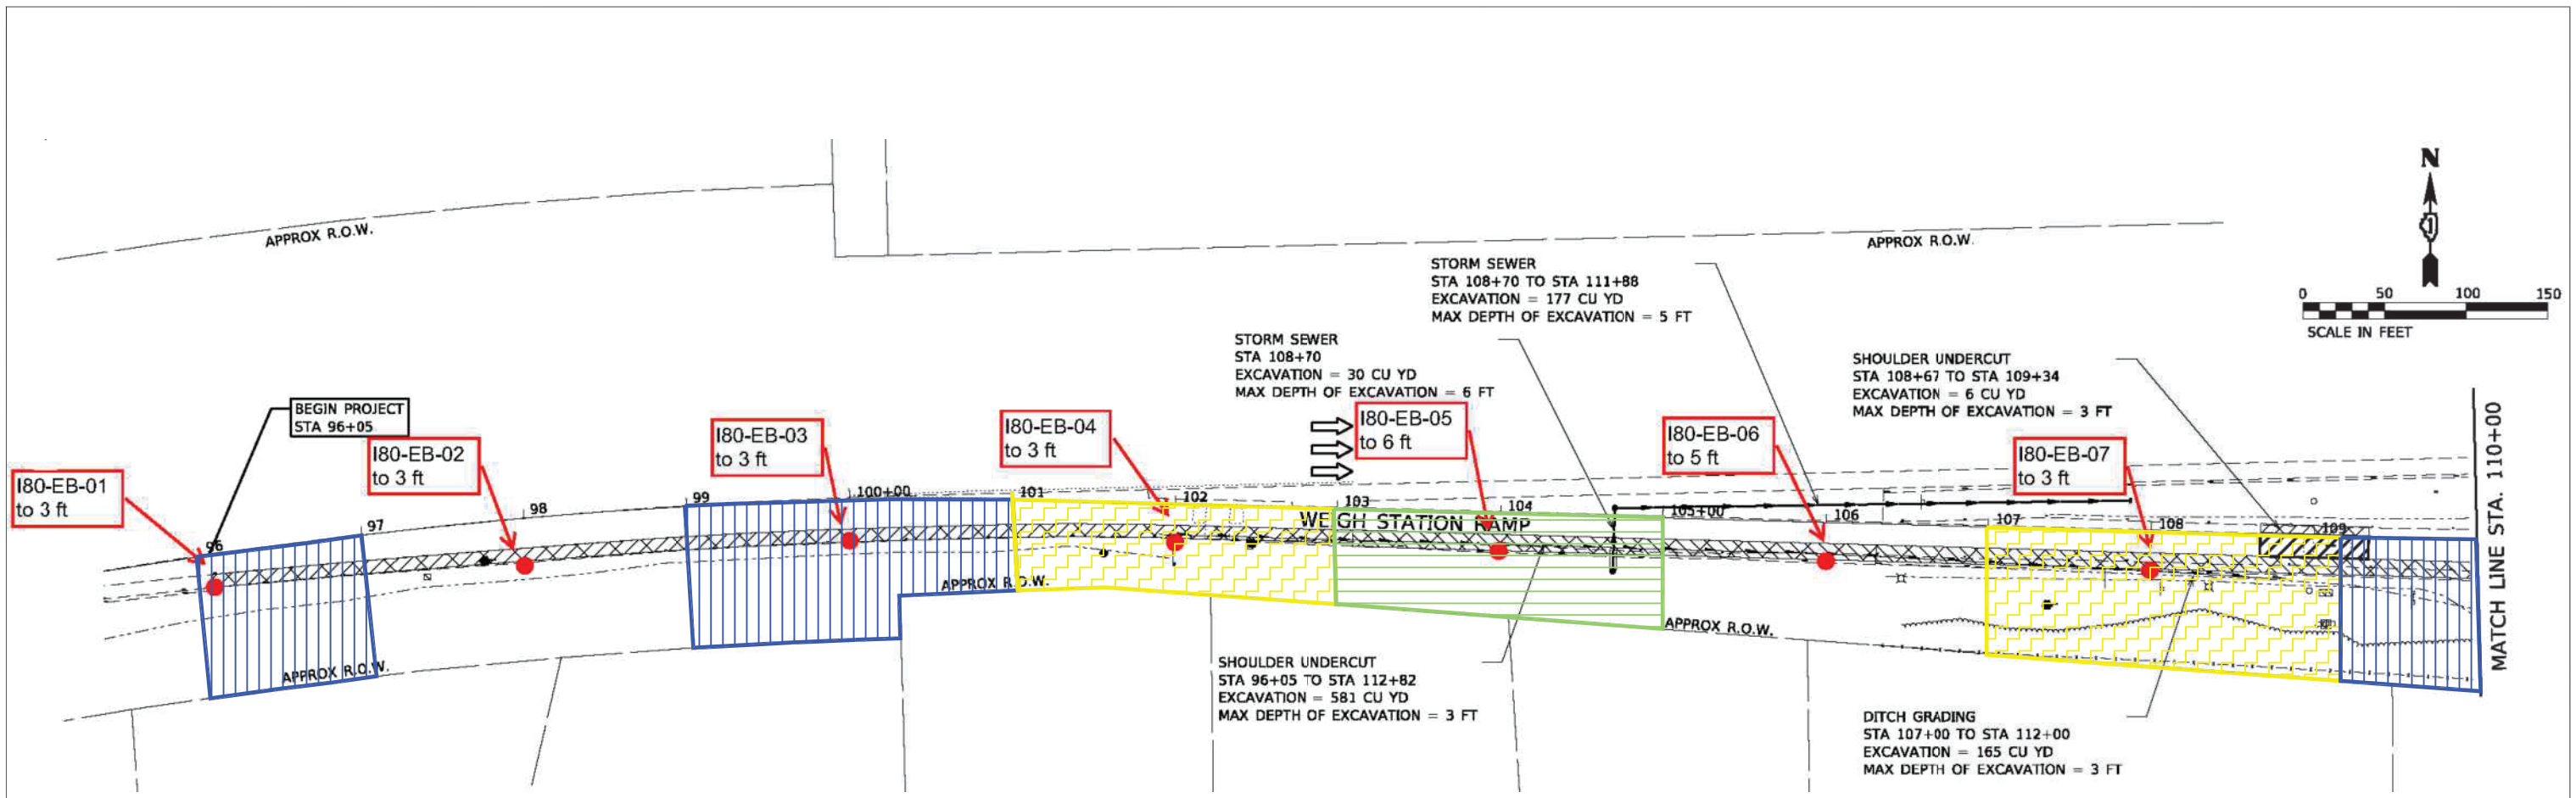 N
APPROX R.O.W.
APPROX R.O.W.
STORM SEWER
STA 108+70 TO STA 111+88
EXCAVATION = 177 CU YD
MAX DEPTH OF EXCAVATION = 5 FT
0 50 100 150
SCALE IN FEET
STORM SEWER
STA 108+70
EXCAVATION = 30 CU YD
MAX DEPTH OF EXCAVATION = 6 FT
SHOULDER UNDERCUT
STA 108+67 TO STA 109+34
EXCAVATION = 6 CU YD
MAX DEPTH OF EXCAVATION = 3 FT
BEGIN PROJECT
STA 96+05
I80-EB-01
to 3 ft
I80-EB-02
to 3 ft
I80-EB-03
to 3 ft
I80-EB-04
to 3 ft
I80-EB-05
to 6 ft
I80-EB-06
to 5 ft
I80-EB-07
to 3 ft
MATCH LINE STA. 110+00
96 97 98 99 100+00 101 102 103 104 105+00 106 107 108 109
WEIGH STATION RAMP
APPROX R.O.W.
APPROX R.O.W.
APPROX R.O.W.
SHOULDER UNDERCUT
STA 96+05 TO STA 112+82
EXCAVATION = 581 CU YD
MAX DEPTH OF EXCAVATION = 3 FT
DITCH GRADING
STA 107+00 TO STA 112+00
EXCAVATION = 165 CU YD
MAX DEPTH OF EXCAVATION = 3 FT